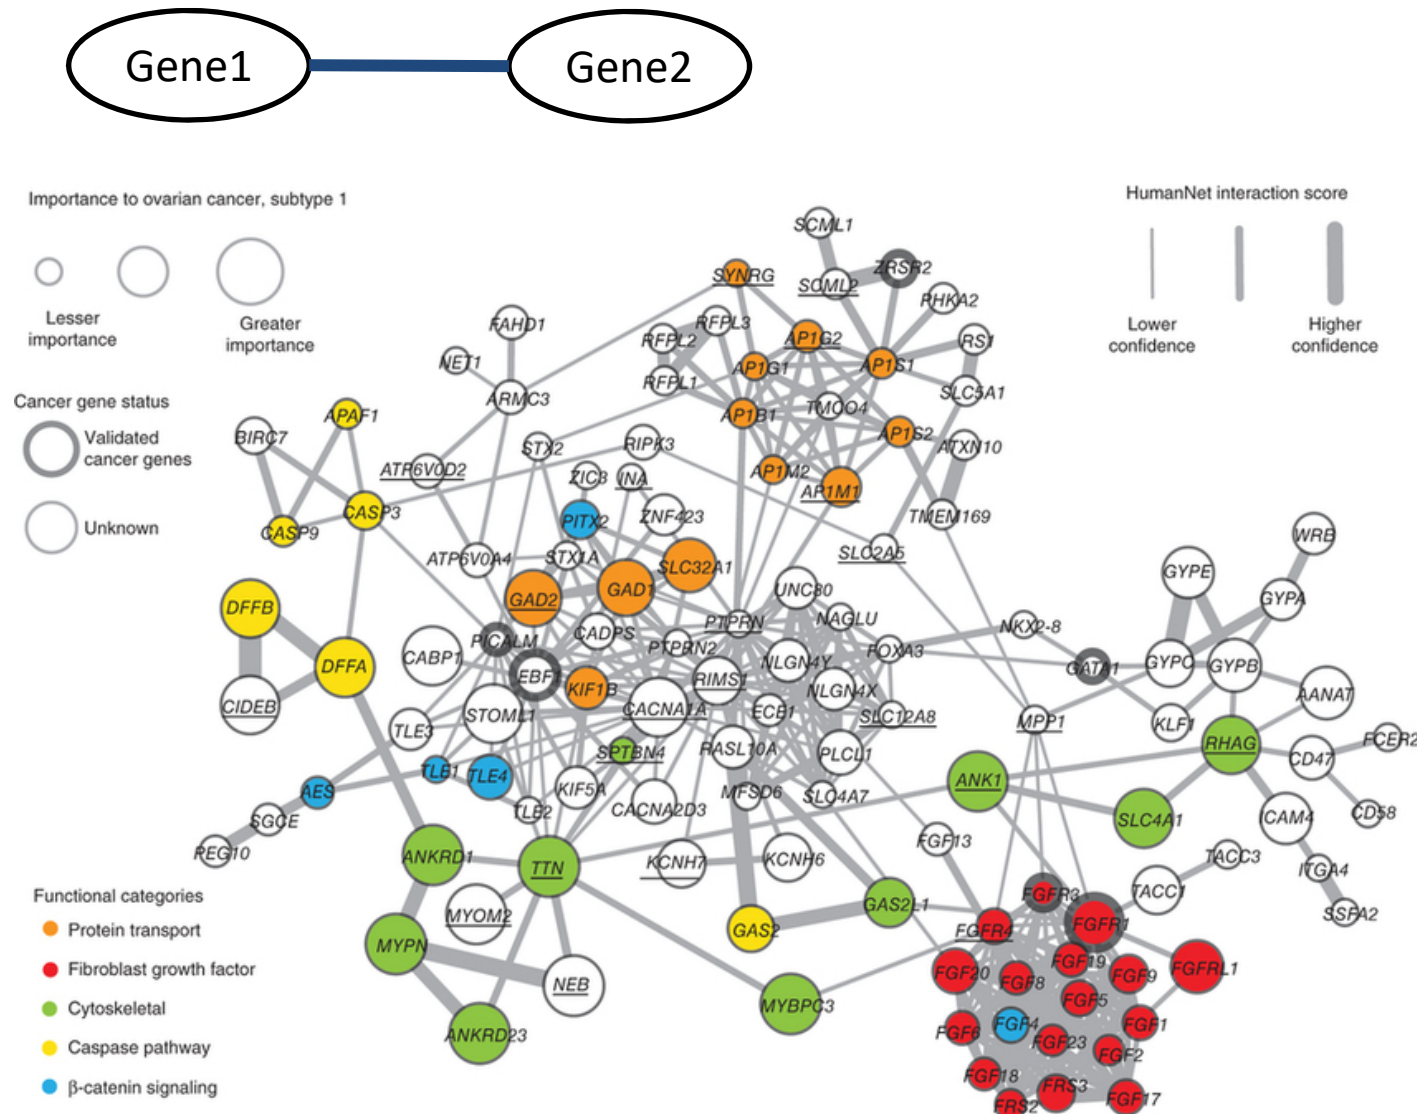 Gene1
Gene2
Importance to ovarian cancer, subtype 1
Lesser
importance
Greater
importance
HumanNet interaction score
Lower
confidence
Higher
confidence
Cancer gene status
Validated
cancer genes
Unknown
SCML1
SYNRG
SCML2
ZRSR2
PHKA2
FAHD1
RFPL3
RFPL2
AP1G2
RS1
NET1
AP1G1
AP1S1
RFPL1
ARMC3
SLC5A1
APAF1
AP1B1
TMCO4
BIRC7
STX2
RIPK3
AP1S2
ATXN10
ATP6V0D2
ZIC3
INA
AP1M2
AP1M1
CASP3
PITX2
ZNF423
TMEM169
CASP9
WRB
ATP6V0A4
STX1A
SLC32A1
SLC2A5
GYPE
GAD2
GAD1
UNC80
GYPA
DFFB
PTPRN
NAGLU
NKX2-8
PICALM
CADPS
PTPRN2
FOXA3
CABP1
NLGN4Y
GATA1
GYPC
GYPB
DFFA
EBF1
KIF1B
RIMS1
NLGN4X
AANAT
CIDEB
STOML1
CACNA1A
ECE1
SLC12A8
MPP1
KLF1
TLE3
SPTBN4
RASL10A
PLCL1
RHAG
FCER2
CD47
TLE1
TLE4
ANK1
AES
KIF5A
MFSD6
SLC4A7
SGCE
TLE2
CACNA2D3
SLC4A1
ICAM4
CD58
PEG10
ANKRD1
TTN
KCNH7
KCNH6
FGF13
TACC3
ITGA4
TACC1
Functional categories
MYOM2
GAS2L1
FGFR3
SSFA2
Protein transport
MYPN
GAS2
FGFR4
FGFR1
Fibroblast growth factor
NEB
FGF20
FGF8
FGF19
FGF9
FGFRL1
Cytoskeletal
MYBPC3
FGF5
ANKRD23
FGF6
FGF4
FGF23
FGF1
Caspase pathway
FGF2
β-catenin signaling
FGF18
FRS3
FRS2
FGF17